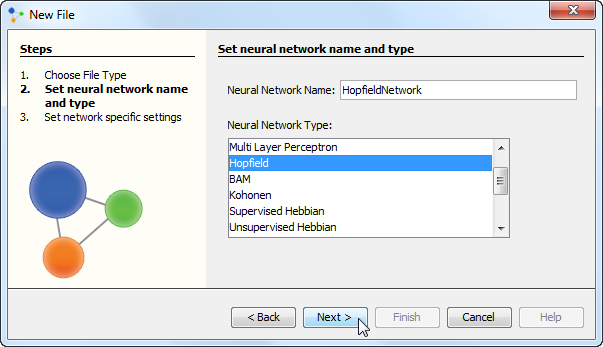 New File
Steps
1. Choose File Type
2. Set neural network name
and type
3. Set network specific settings
Set neural network name and type
Neural Network Name: HopfieldNetwork
Neural Network Type:
Multi Layer Perceptron
Hopfield
BAM
Kohonen
Supervised Hebbian
Unsupervised Hebbian
< Back Next > Finish Cancel Help